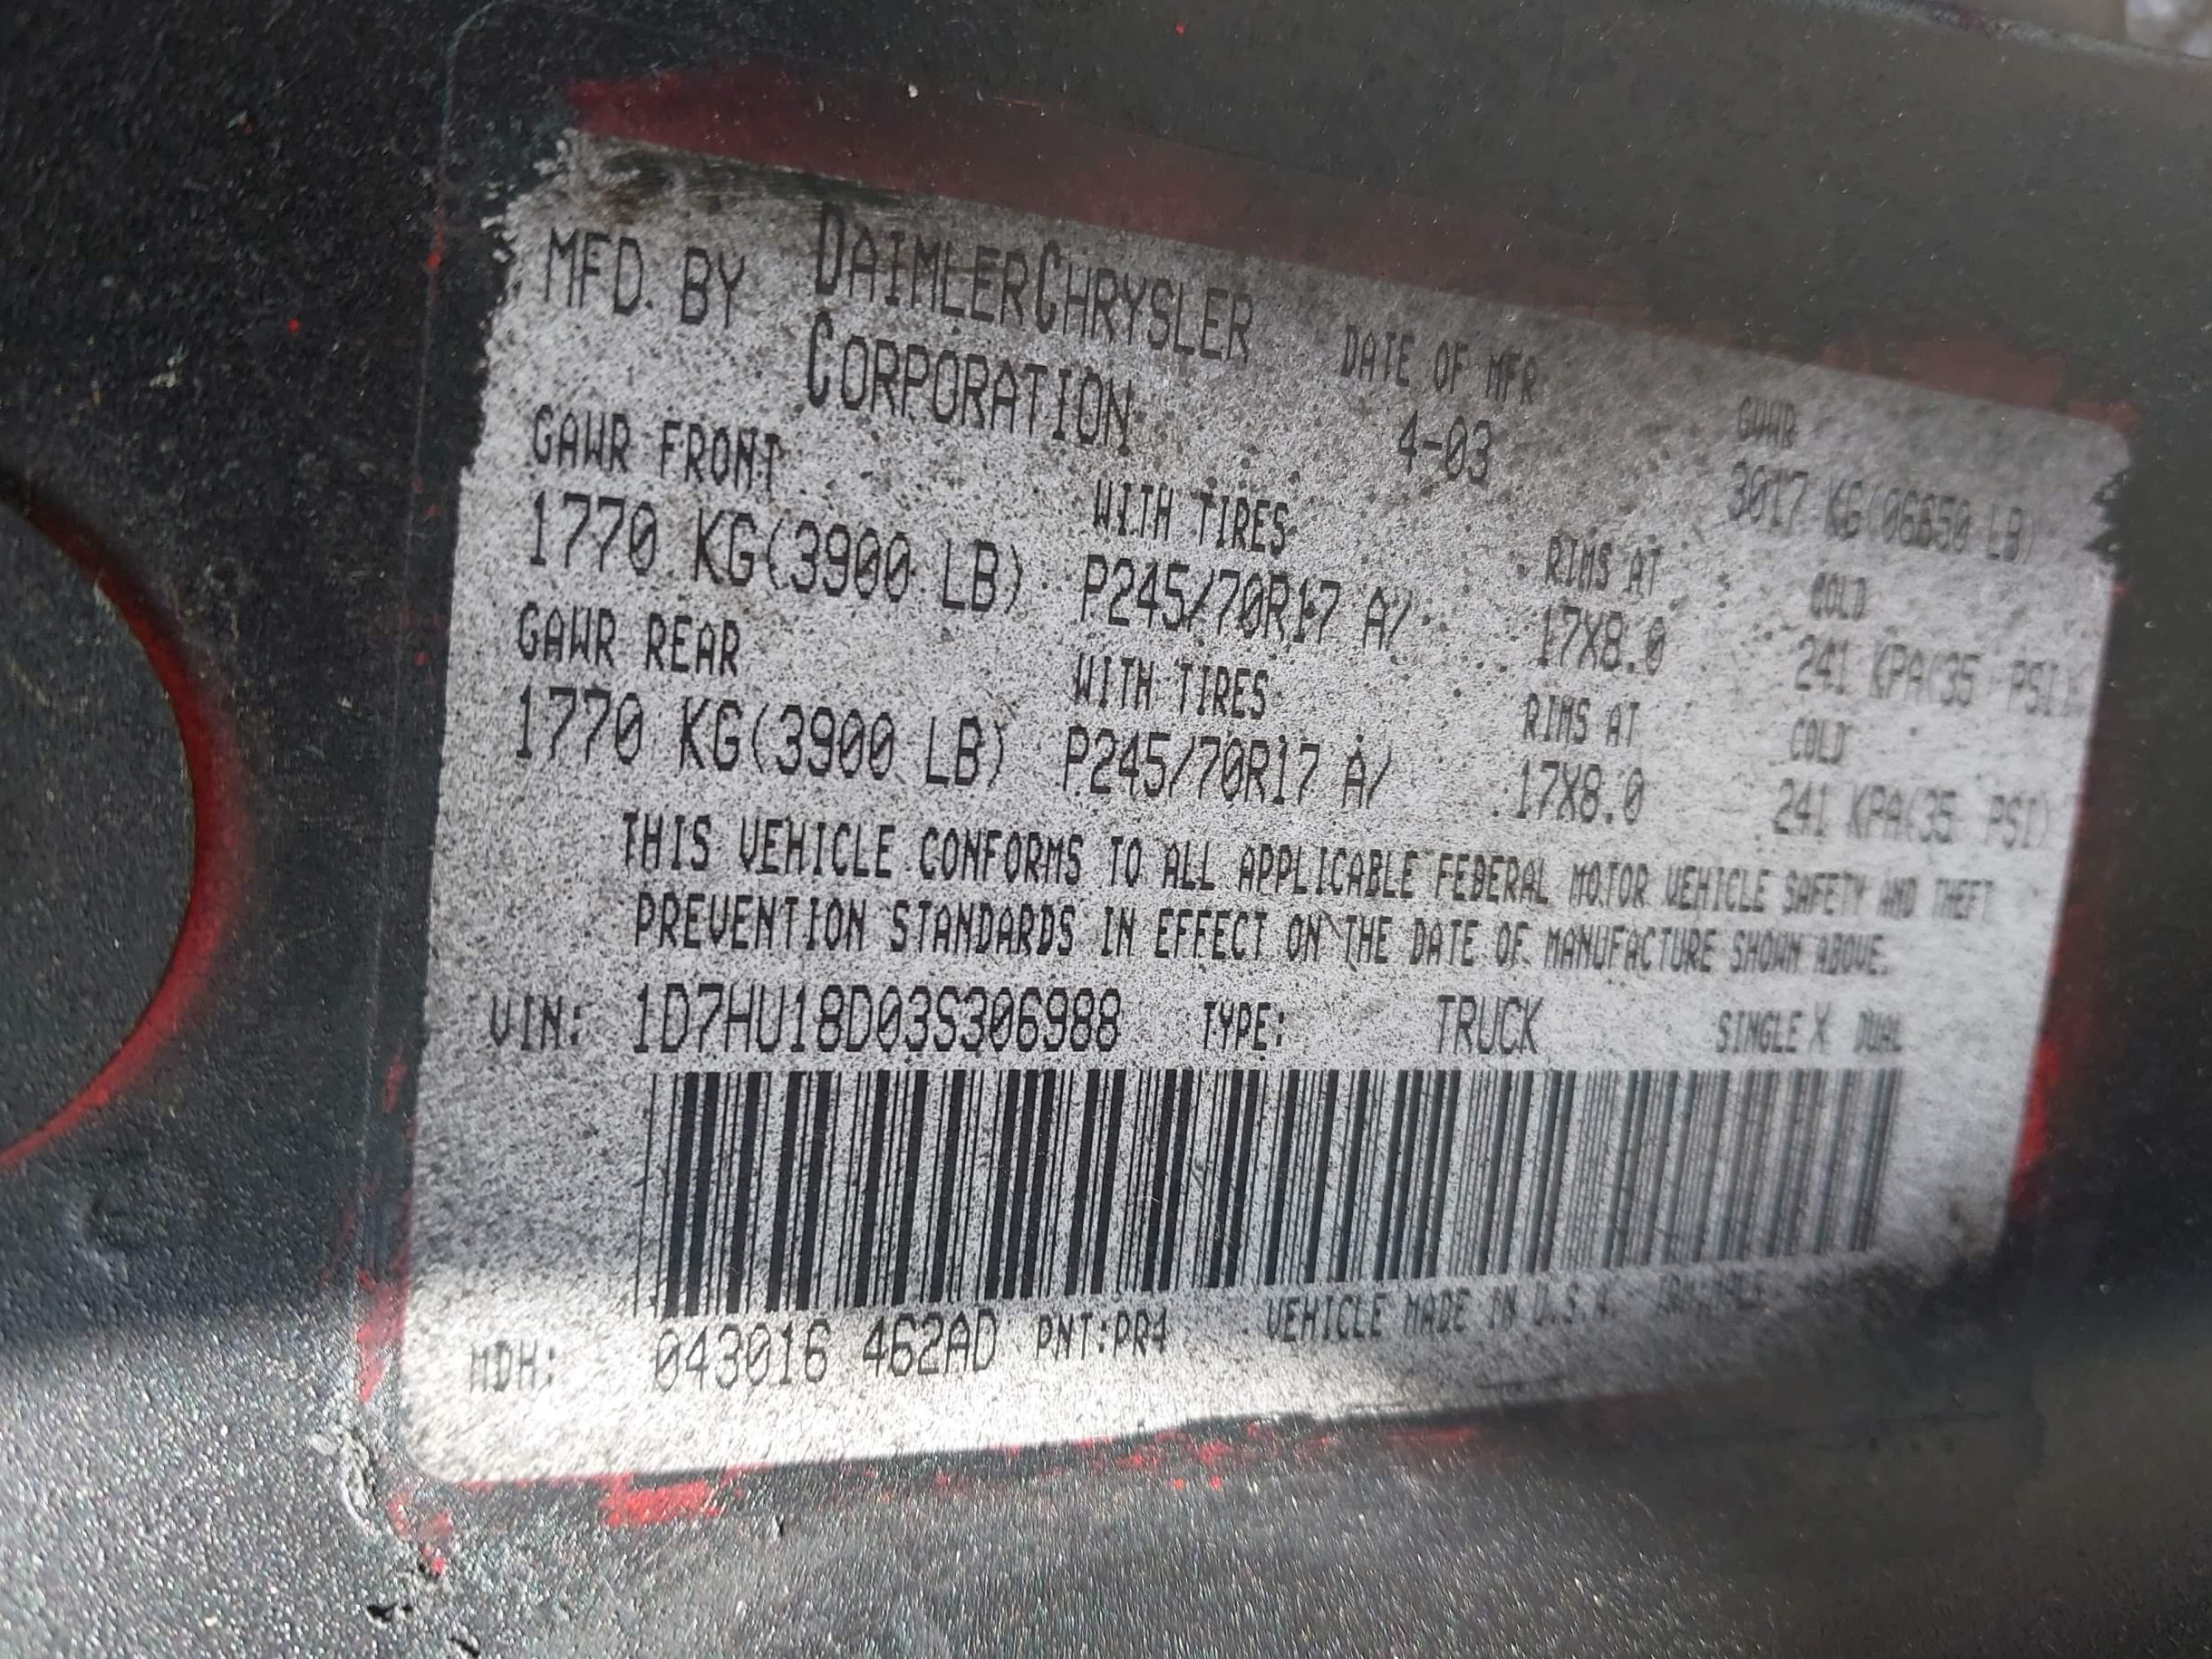 MFD. BY DAIMLERCHRYSLER CORPORATION
DATE OF MFR
4-03
GVWR
3017 KG(06850 LB)
GAWR FRONT WITH TIRES RIMS AT COLD
1770 KG(3900 LB) P245/70R17 A/ 17X8.0 241 KPA(35 PSI)
GAWR REAR WITH TIRES RIMS AT COLD
1770 KG(3900 LB) P245/70R17 A/ 17X8.0 241 KPA(35 PSI)
THIS VEHICLE CONFORMS TO ALL APPLICABLE FEDERAL MOTOR VEHICLE SAFETY AND THEFT
PREVENTION STANDARDS IN EFFECT ON THE DATE OF MANUFACTURE SHOWN ABOVE.
VIN: 1D7HU18D03S306988 TYPE: TRUCK SINGLE X DUAL
MDH: 043016 462AD PNT:PR4 VEHICLE MADE IN U.S.A